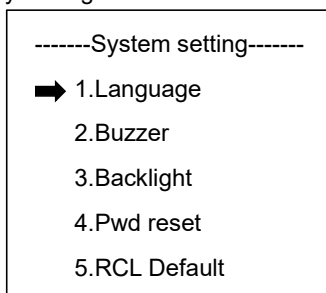 -------System setting-------
1.Language
2.Buzzer
3.Backlight
4.Pwd reset
5.RCL Default